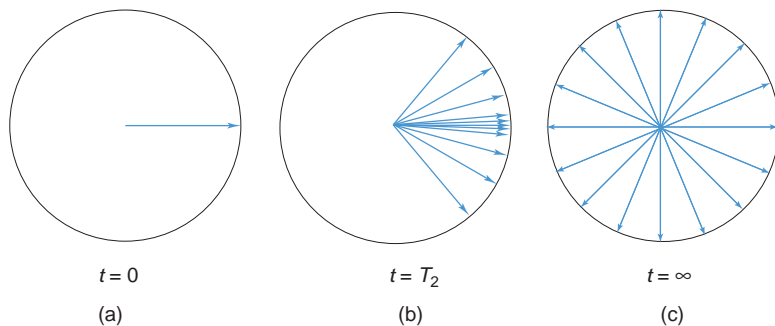 t = 0
t = T₂
t = ∞
(a)
(b)
(c)